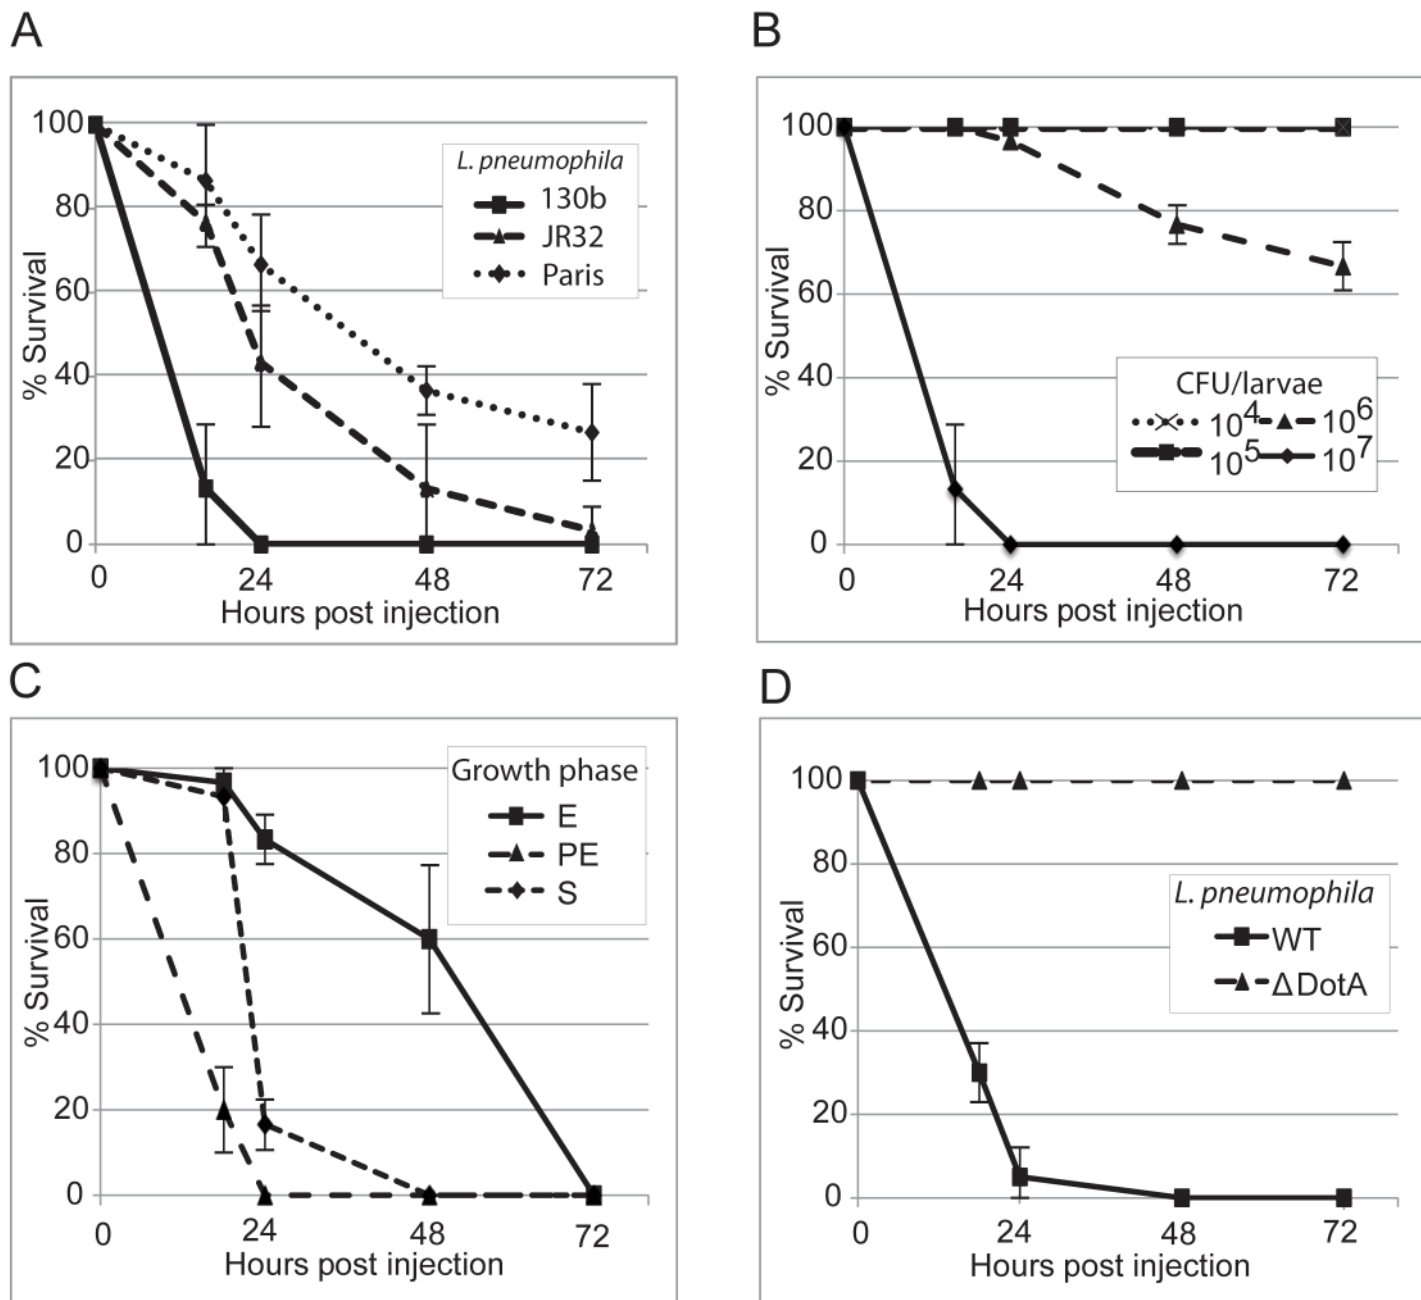 A
100
80
60
40
20
0
% Survival
L. pneumophila
130b
JR32
Paris
0 24 48 72
Hours post injection
B
100
80
60
40
20
0
% Survival
CFU/larvae
10⁴ 10⁶
10⁵ 10⁷
0 24 48 72
Hours post injection
C
100
80
60
40
20
0
% Survival
Growth phase
E
PE
S
0 24 48 72
Hours post injection
D
100
80
60
40
20
0
% Survival
L. pneumophila
WT
ΔDotA
0 24 48 72
Hours post injection